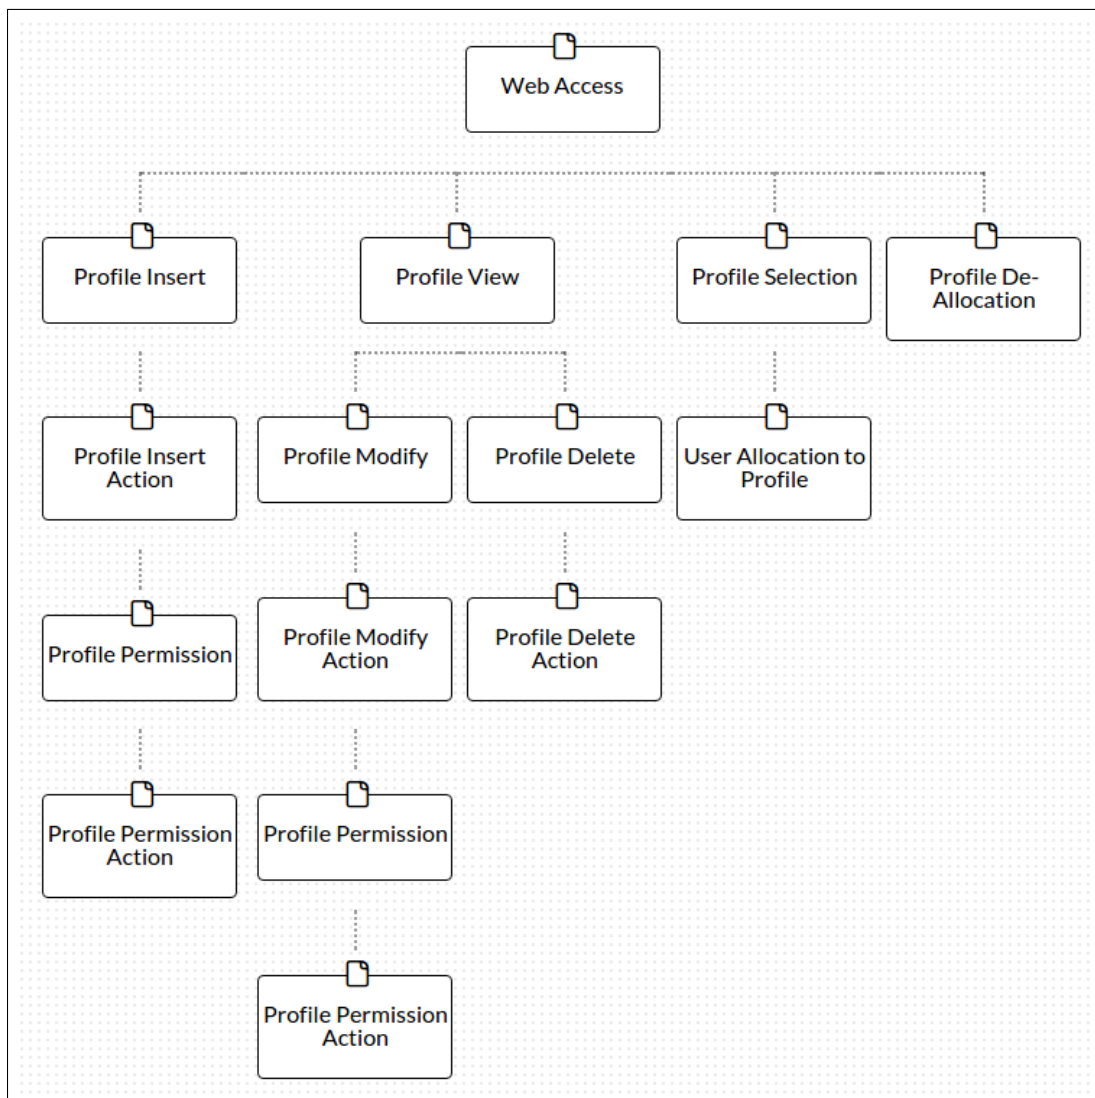 Web Access
Profile Insert
Profile View
Profile Selection
Profile De-
Allocation
Profile Insert
Action
Profile Modify
Profile Delete
User Allocation to
Profile
Profile Permission
Profile Modify
Action
Profile Delete
Action
Profile Permission
Action
Profile Permission
Profile Permission
Action